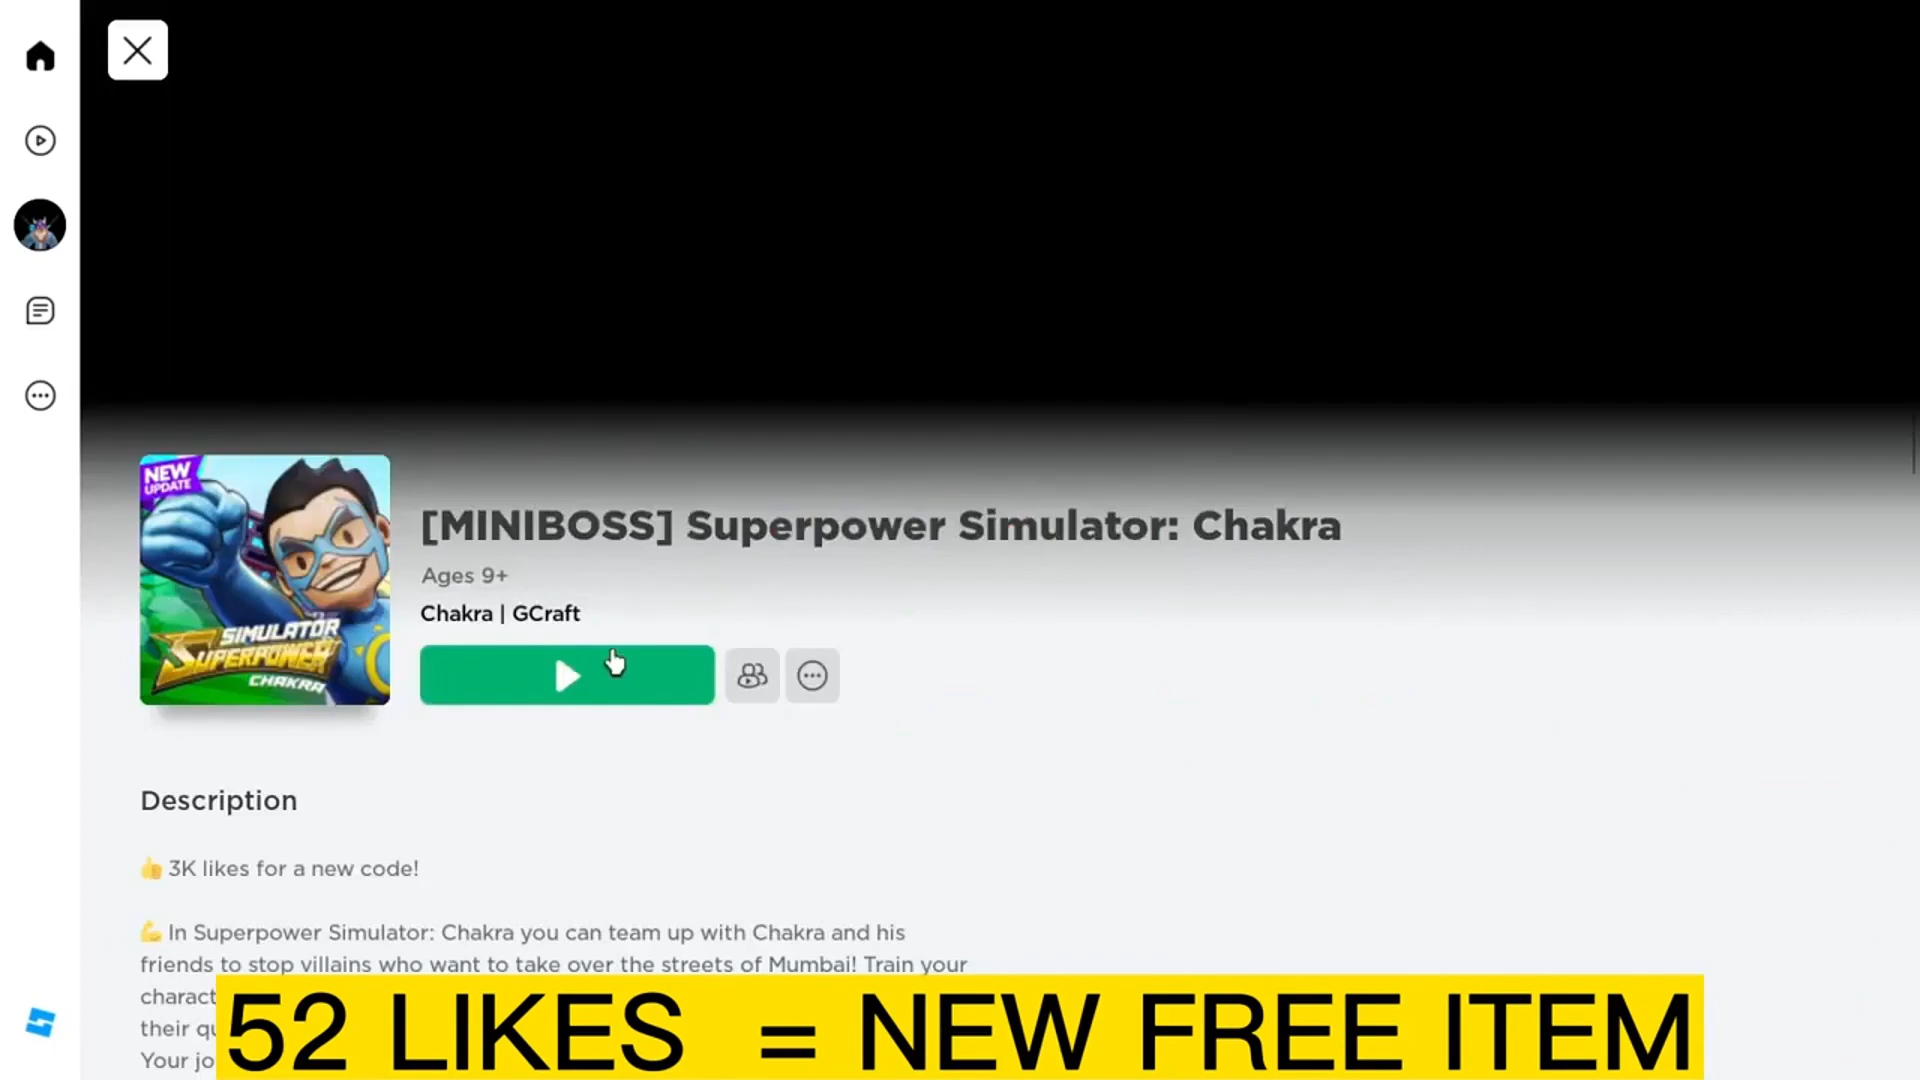 NEW
UPDATE
SIMULATOR
SUPERPOWER
CHAKRA
[MINIBOSS] Superpower Simulator: Chakra
Ages 9+
Chakra | GCraft
Description
👍 3K likes for a new code!
💪 In Superpower Simulator: Chakra you can team up with Chakra and his
friends to stop villains who want to take over the streets of Mumbai! Train your
charact
their qu
Your jo
52 LIKES = NEW FREE ITEM